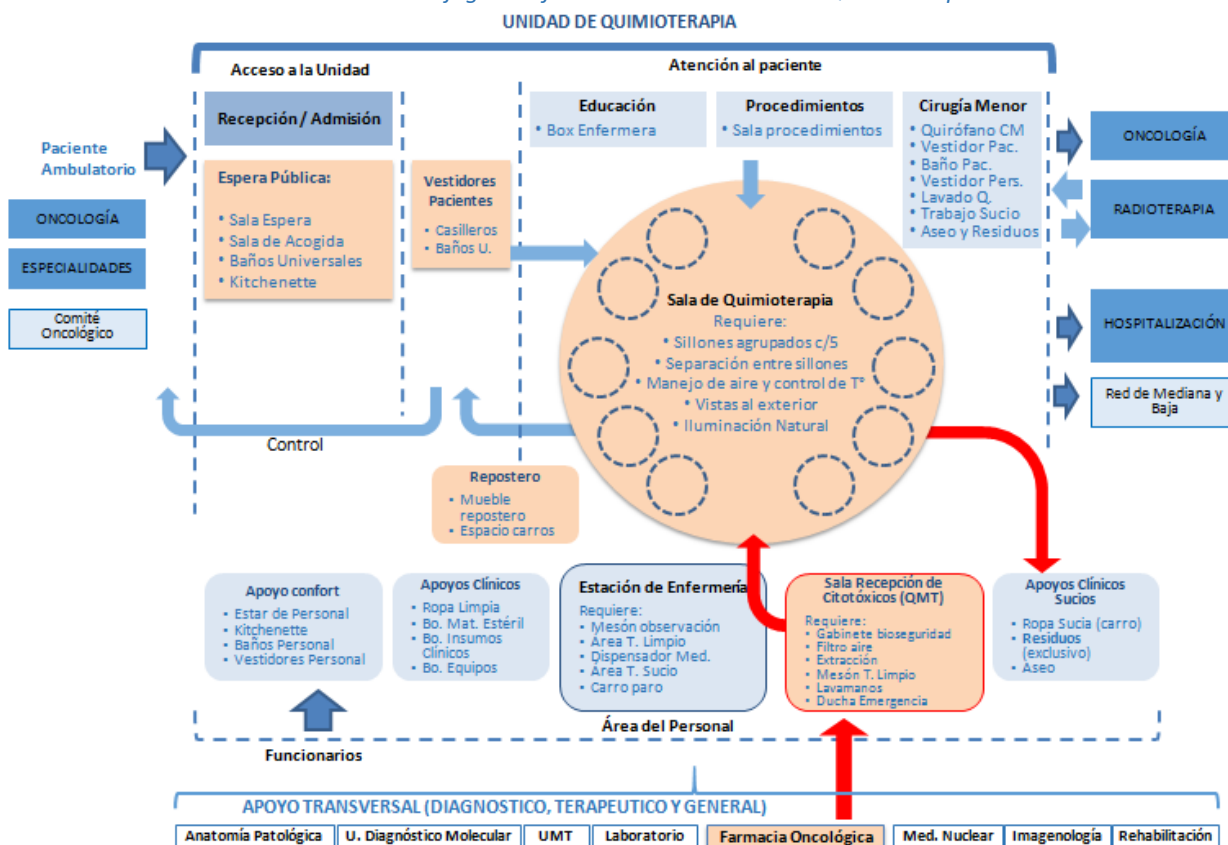 UNIDAD DE QUIMIOTERAPIA
Acceso a la Unidad
Atención al paciente
Paciente
Ambulatorio
ONCOLOGÍA
ESPECIALIDADES
Comité
Oncológico
Recepción / Admisión
Espera Pública:
• Sala Espera
• Sala de Acogida
• Baños Universales
• Kitchenette
Vestidores
Pacientes
• Casilleros
• Baños U.
Educación
• Box Enfermera
Procedimientos
• Sala procedimientos
Cirugía Menor
• Quirófano CM
• Vestidor Pac.
• Baño Pac.
• Vestidor Pers.
• Lavado Q.
• Trabajo Sucio
• Aseo y Residuos
ONCOLOGÍA
RADIOTERAPIA
HOSPITALIZACIÓN
Red de Mediana y
Baja
Sala de Quimioterapia
Requiere:
• Sillones agrupados c/5
• Separación entre sillones
• Manejo de aire y control de T°
• Vistas al exterior
• Iluminación Natural
Control
Repostero
• Mueble
repostero
• Espacio carros
Apoyo confort
• Estar de Personal
• Kitchenette
• Baños Personal
• Vestidores Personal
Apoyos Clínicos
• Ropa Limpia
• Bo. Mat. Estéril
• Bo. Insumos
Clínicos
• Bo. Equipos
Estación de Enfermería
Requiere:
• Mesón observación
• Área T. Limpio
• Dispensador Med.
• Área T. Sucio
• Carro paro
Sala Recepción de
Citotóxicos (QMT)
Requiere:
• Gabinete bioseguridad
• Filtro aire
• Extracción
• Mesón T. Limpio
• Lavamanos
• Ducha Emergencia
Apoyos Clínicos
Sucios
• Ropa Sucia (carro)
• Residuos
(exclusivo)
• Aseo
Área del Personal
Funcionarios
APOYO TRANSVERSAL (DIAGNOSTICO, TERAPEUTICO Y GENERAL)
Anatomía Patológica
U. Diagnóstico Molecular
UMT
Laboratorio
Farmacia Oncológica
Med. Nuclear
Imagenología
Rehabilitación